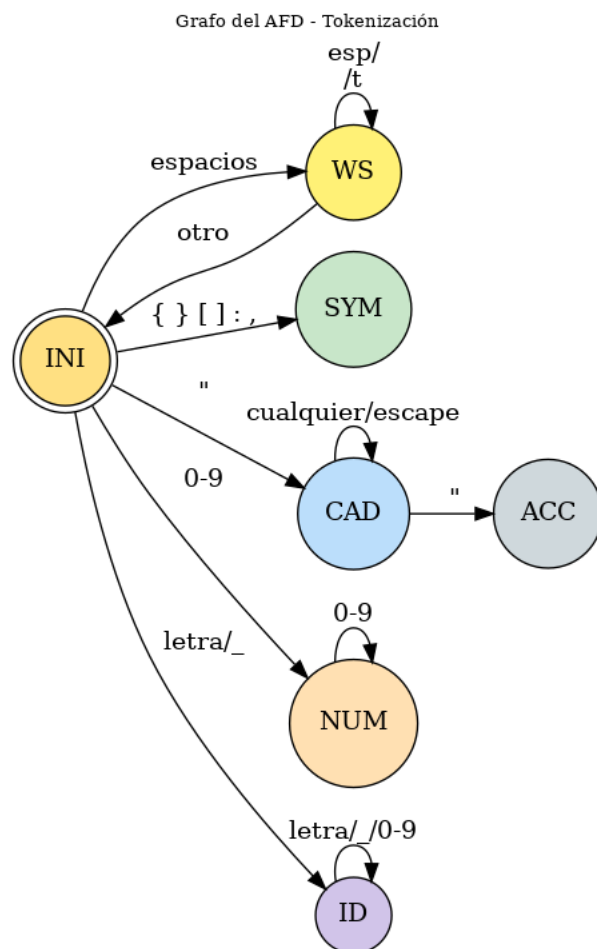 Grafo del AFD - Tokenización
esp/
/t
WS
espacios
otro
SYM
{ } [ ] : ,
INI
"
cualquier/escape
0-9
CAD
"
ACC
0-9
letra/_
NUM
letra/_/0-9
ID